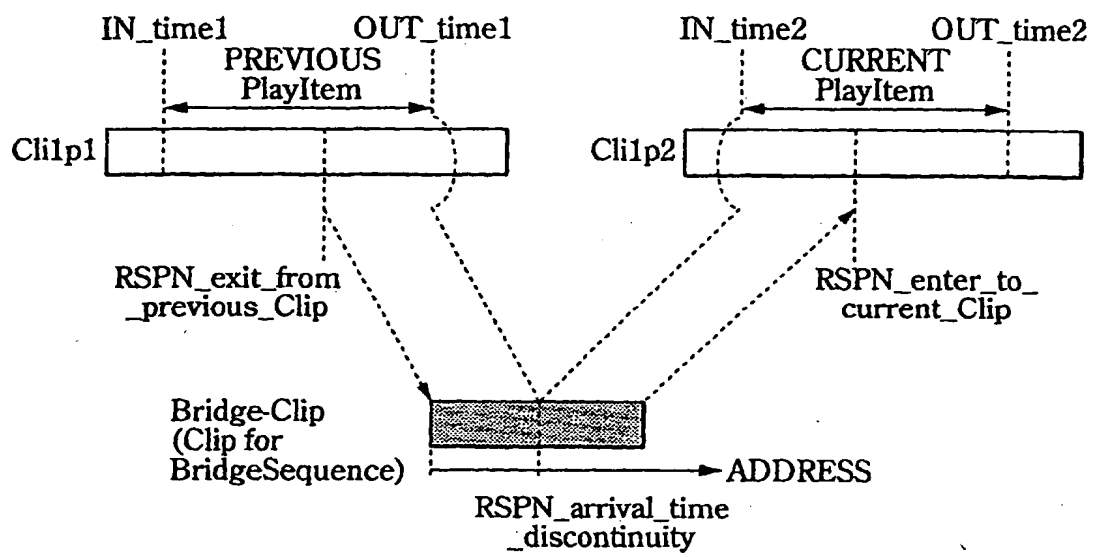 IN_time1
OUT_time1
IN_time2
OUT_time2
PREVIOUS
PlayItem
CURRENT
PlayItem
Cli1p1
Cli1p2
RSPN_exit_from
_previous_Clip
RSPN_enter_to_
current_Clip
Bridge-Clip
(Clip for
BridgeSequence)
ADDRESS
RSPN_arrival_time
_discontinuity